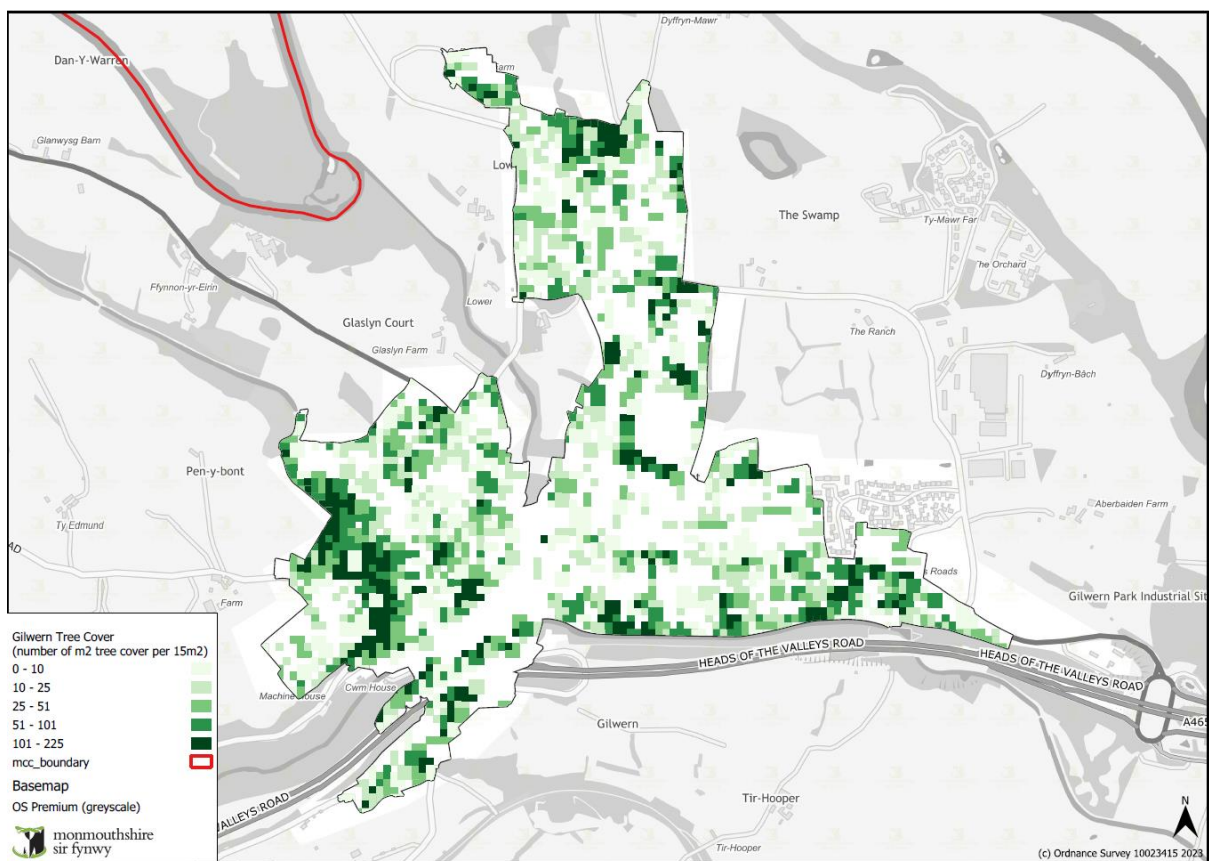 Dyffryn-Mawr
Dan-Y-Warren
Glanwysg Barn
The Swamp
Ty-Mawr Far
The Orchard
Ffynnon-yr-Eirin
Lower
Glaslyn Court
The Ranch
Glaslyn Farm
Dyffryn-Bâch
Pen-y-bont
Aberbaiden Farm
Ty Edmund
AD
s Roads
Farm
Gilwern Park Industrial Sit
HEADS OF THE VALLEYS ROAD
HEADS OF THE VALLEYS ROAD
Cwm House
Gilwern
A465
Tir-Hooper
VALLEYS ROAD
Tir-Hooper
Gilwern Tree Cover
(number of m2 tree cover per 15m2)
0 - 10
10 - 25
25 - 51
51 - 101
101 - 225
mcc_boundary
Basemap
OS Premium (greyscale)
monmouthshire
sir fynwy
N
(c) Ordnance Survey 10023415 2023